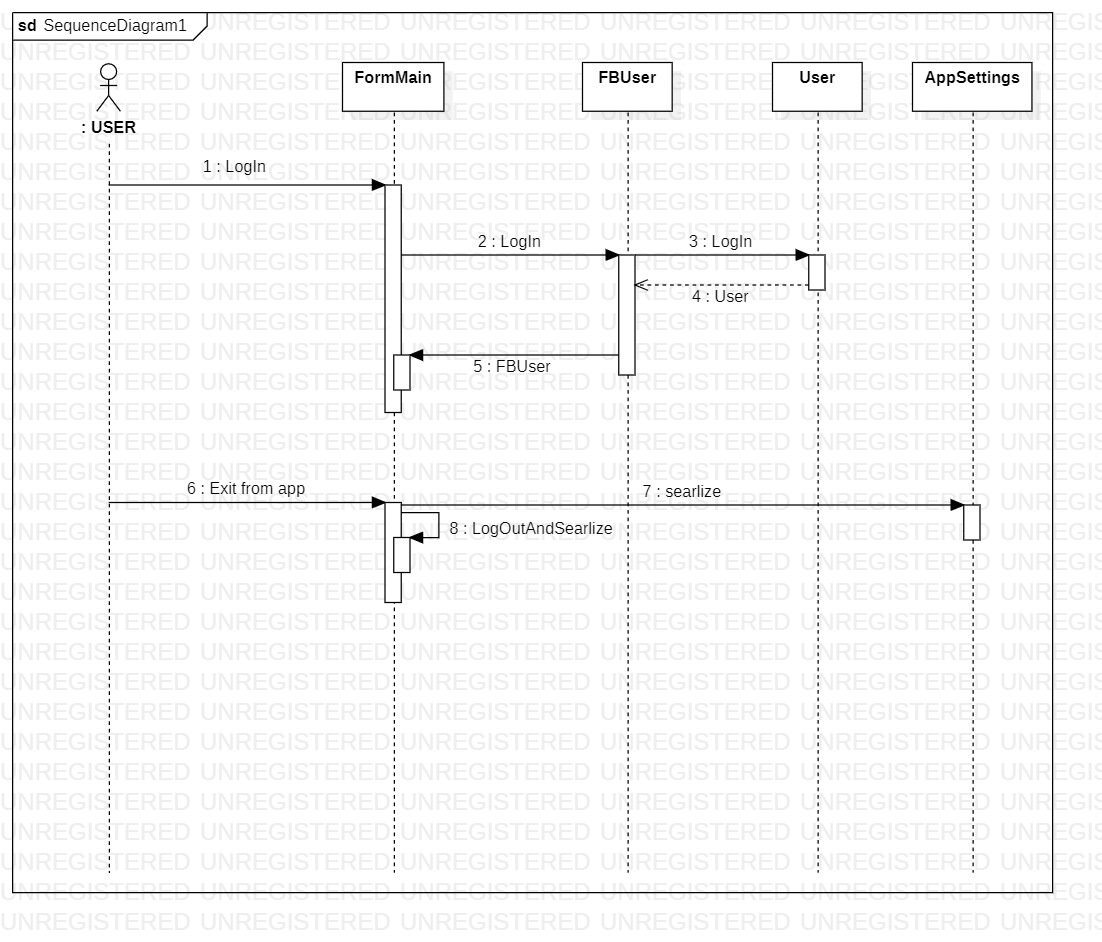 sd SequenceDiagram1
FormMain
FBUser
User
AppSettings
: USER
1 : LogIn
2 : LogIn
3 : LogIn
4 : User
5 : FBUser
6 : Exit from app
7 : searlize
8 : LogOutAndSearlize
UNREGISTERED